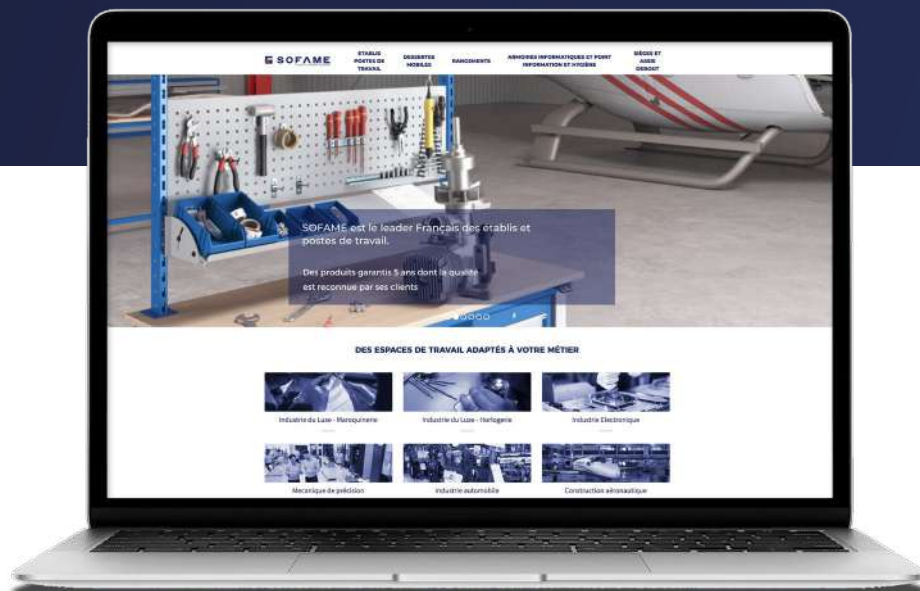 SOFAME
ETABLIS
POSTES DE
TRAVAIL
DESSERTES
MOBILES
RANGEMENTS
ARMOIRES INFORMATIQUES ET POINT
INFORMATION ET HYGIÈNE
SIÈGES ET
ASSIS
DEBOUT
SOFAME est le leader Français des établis et
postes de travail.
Des produits garantis 5 ans dont la qualité
est reconnue par ses clients
DES ESPACES DE TRAVAIL ADAPTÉS À VOTRE MÉTIER
Industrie du Luxe - Maroquinerie
Industrie du Luxe - Horlogerie
Industrie Electronique
Mecanique de précision
Industrie automobile
Construction aéronautique